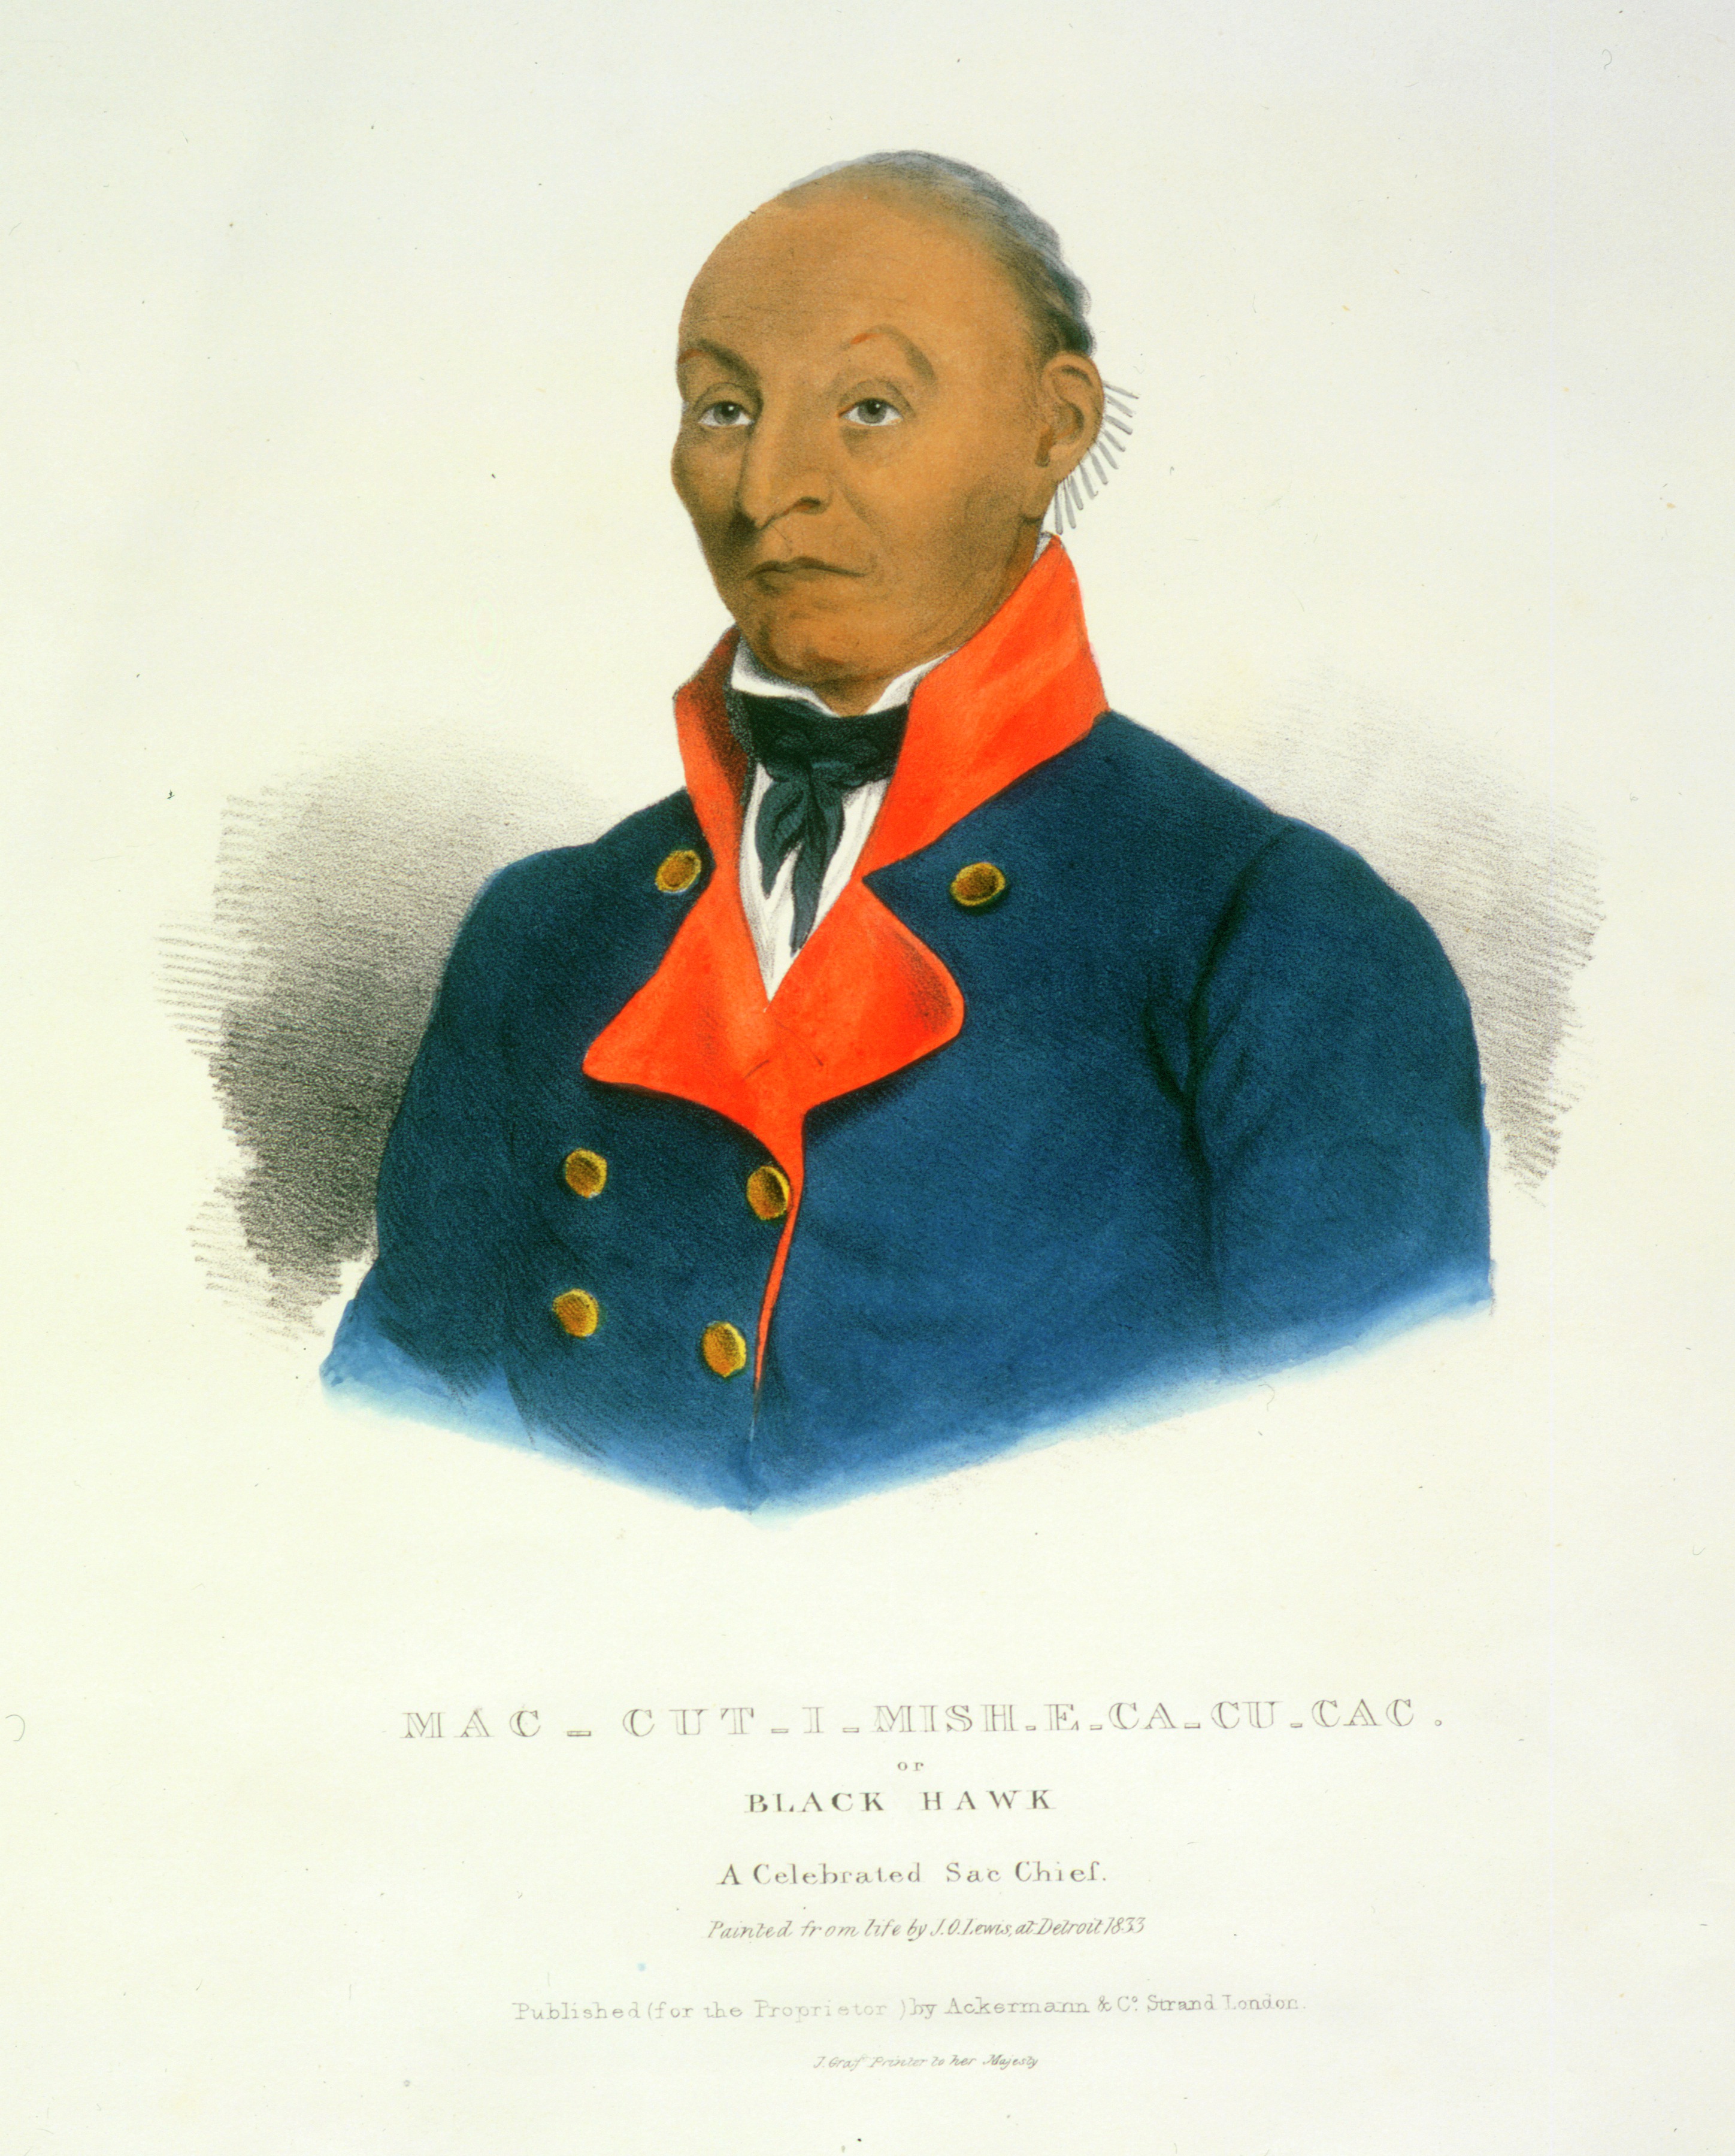 MAC-CUT-I-MISH-E-CA-CU-CAC.
or
BLACK HAWK
A Celebrated Sac Chief.
Painted from life by J.O.Lewis, at Detroit 1833
Published (for the Proprietor) by Ackermann & Co. Strand London.
J. Graf Printer to her Majesty